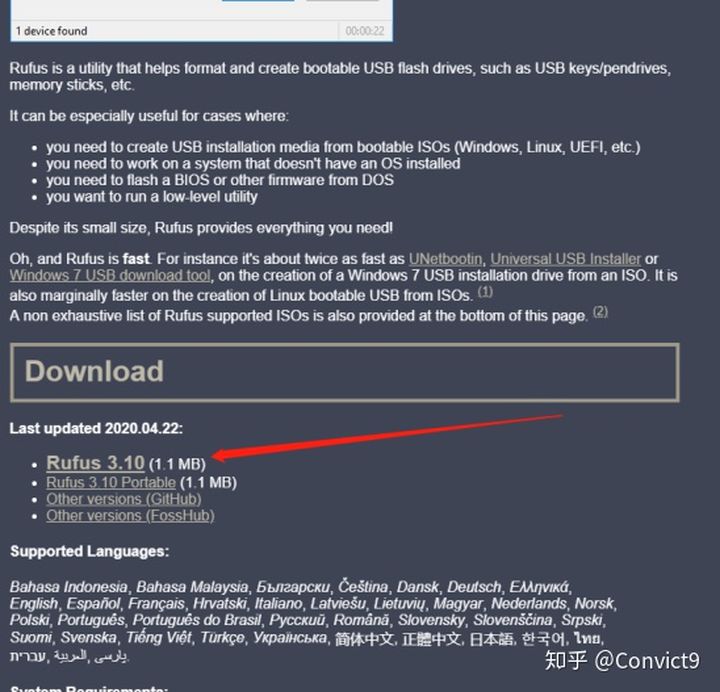 1 device found
00:00:22
Rufus is a utility that helps format and create bootable USB flash drives, such as USB keys/pendrives,
memory sticks, etc.
It can be especially useful for cases where:
• you need to create USB installation media from bootable ISOs (Windows, Linux, UEFI, etc.)
• you need to work on a system that doesn't have an OS installed
• you need to flash a BIOS or other firmware from DOS
• you want to run a low-level utility
Despite its small size, Rufus provides everything you need!
Oh, and Rufus is fast. For instance it's about twice as fast as UNetbootin, Universal USB Installer or
Windows 7 USB download tool, on the creation of a Windows 7 USB installation drive from an ISO. It is
also marginally faster on the creation of Linux bootable USB from ISOs. (1)
A non exhaustive list of Rufus supported ISOs is also provided at the bottom of this page. (2)
Download
Last updated 2020.04.22:
• Rufus 3.10 (1.1 MB)
• Rufus 3.10 Portable (1.1 MB)
• Other versions (GitHub)
• Other versions (FossHub)
Supported Languages:
Bahasa Indonesia, Bahasa Malaysia, Български, Čeština, Dansk, Deutsch, Ελληνικά,
English, Español, Français, Hrvatski, Italiano, Latviešu, Lietuvių, Magyar, Nederlands, Norsk,
Polski, Português, Português do Brasil, Русский, Română, Slovensky, Slovenščina, Srpski,
Suomi, Svenska, Tiếng Việt, Türkçe, Українська, 简体中文, 正體中文, 日本語, 한국어, ไทย,
עברית, العربية, پارسی.
System Requirements:
知乎 @Convict9